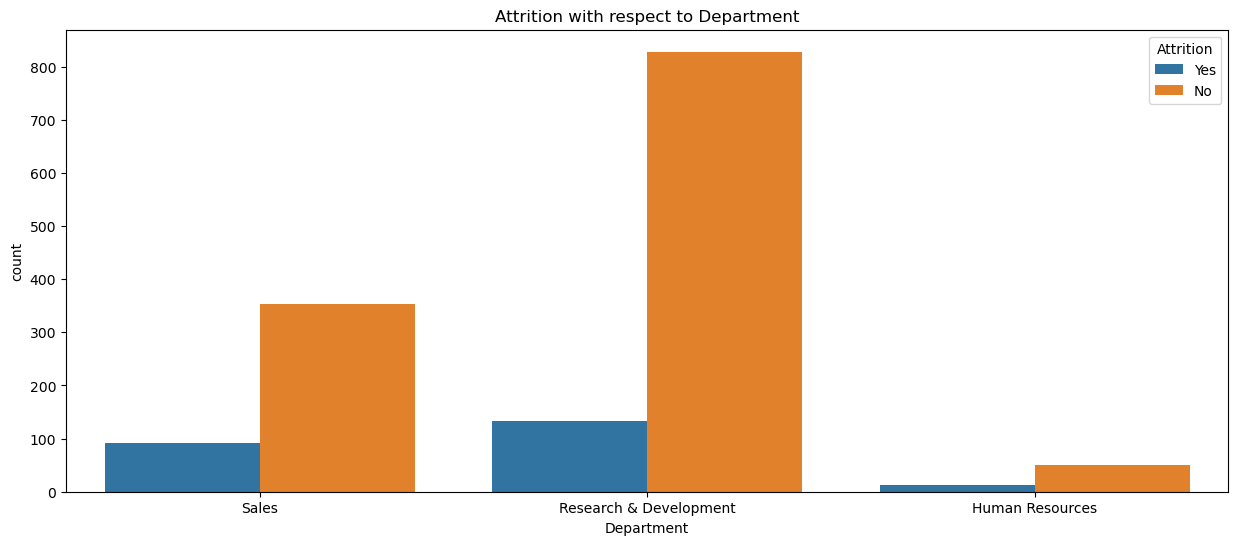 Attrition with respect to Department
Attrition
Yes
No
800
700
600
500
400
300
200
100
0
count
Sales
Research & Development
Human Resources
Department